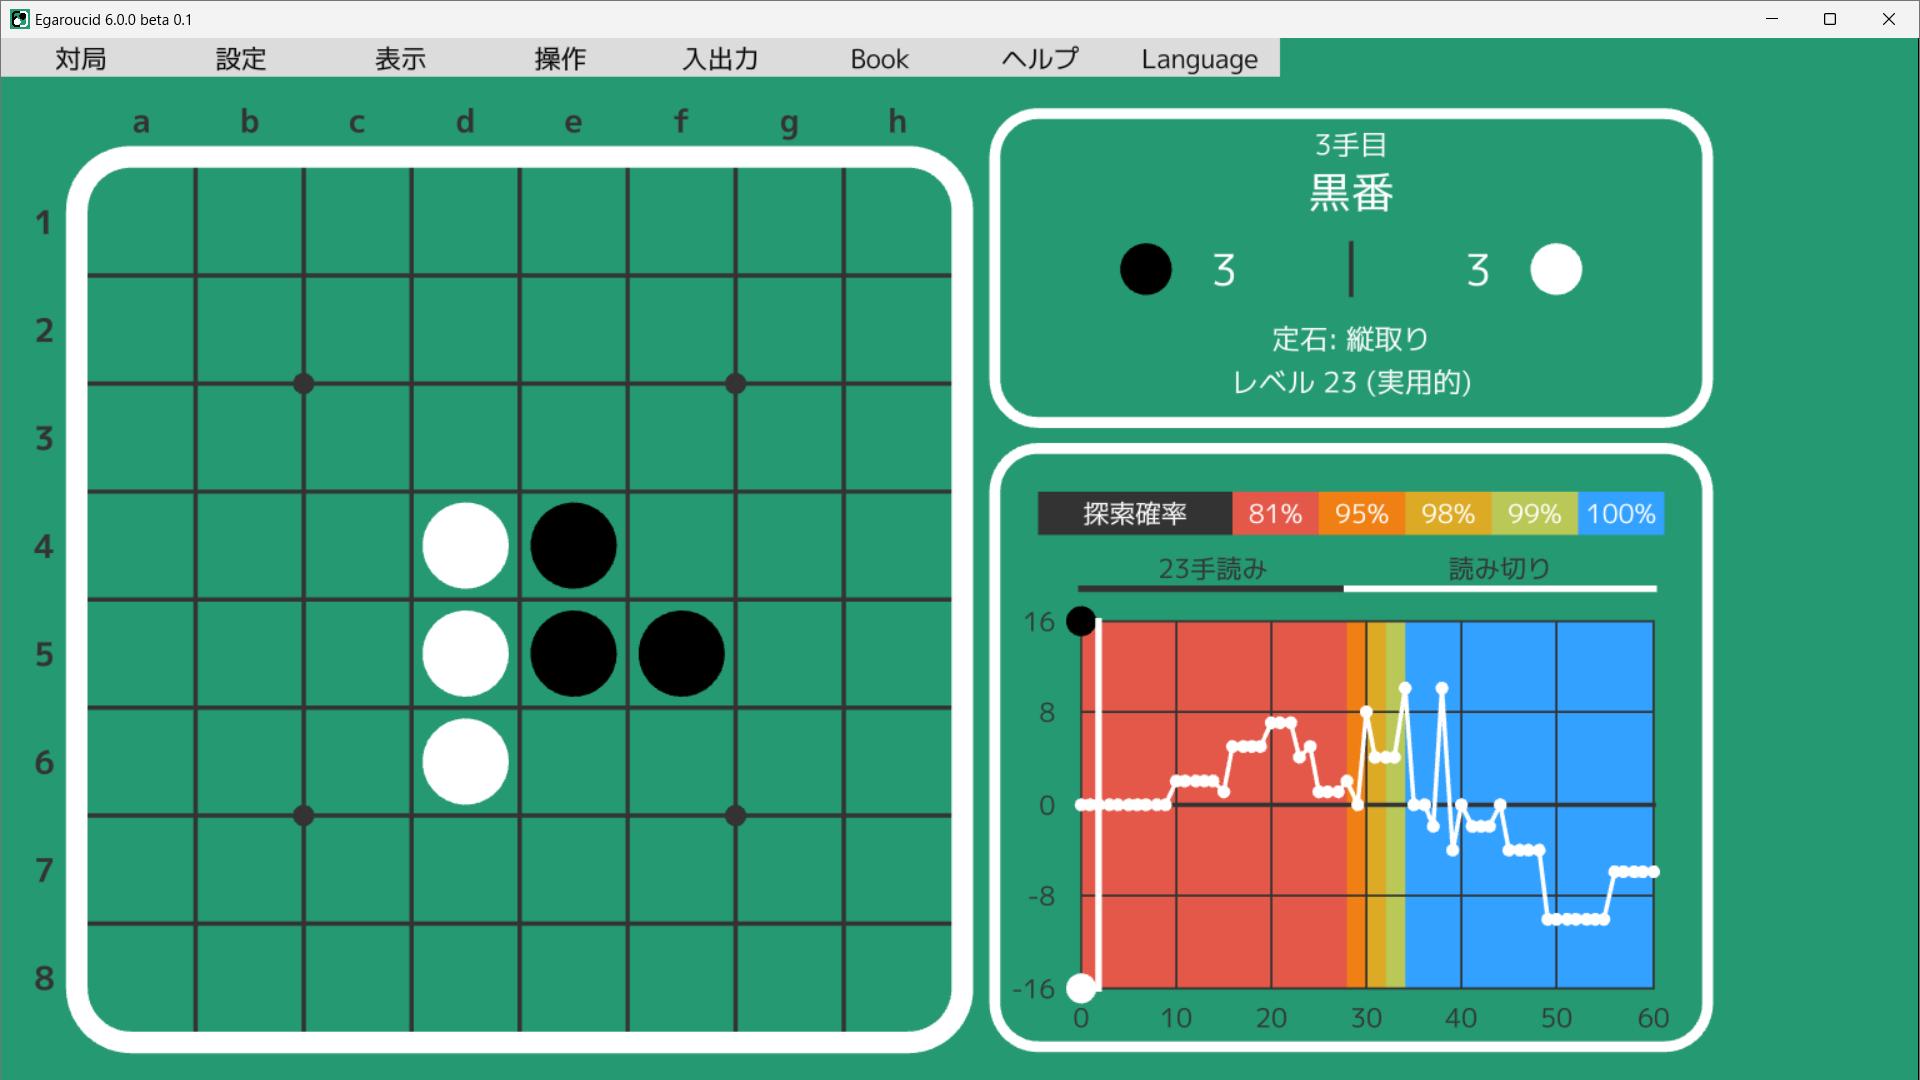 Egaroucid 6.0.0 beta 0.1
対局 設定 表示 操作 入出力 Book ヘルプ Language
a b c d e f g h
1
2
3
4
5
6
7
8
3手目
黒番
3 3
定石: 縦取り
レベル 23 (実用的)
探索確率 81% 95% 98% 99% 100%
23手読み 読み切り
16
8
0
-8
-16
0 10 20 30 40 50 60